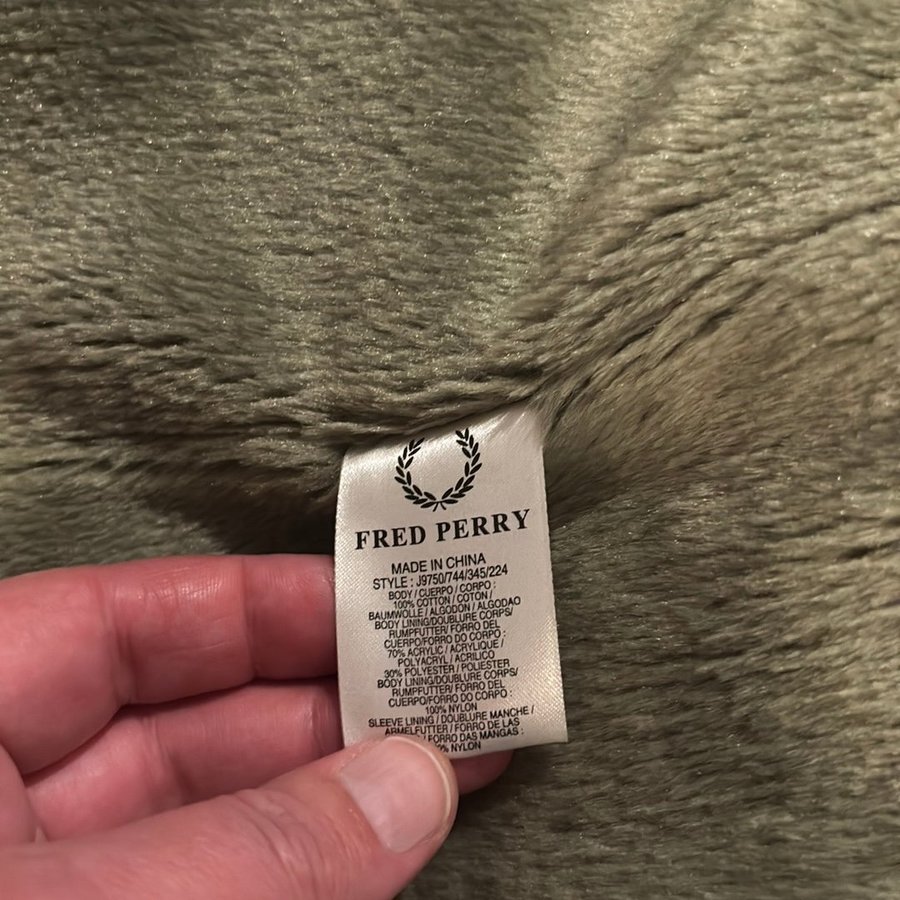 FRED PERRY
MADE IN CHINA
STYLE : J9750/744/345/224
BODY / CUERPO / CORPO :
100% COTTON / COTON /
BAUMWOLLE / ALGODON / ALGODAO
BODY LINING/DOUBLURE CORPS/
RUMPFUTTER/ FORRO DEL
CUERPO/FORRO DO CORPO :
70% ACRYLIC / ACRYLIQUE /
POLYACRYL / ACRILICO
30% POLYESTER / POLIESTER
BODY LINING/DOUBLURE CORPS/
RUMPFUTTER/ FORRO DEL
CUERPO/FORRO DO CORPO :
100% NYLON
SLEEVE LINING / DOUBLURE MANCHE /
ARMELFUTTER / FORRO DE LAS
/ FORRO DAS MANGAS :
% NYLON